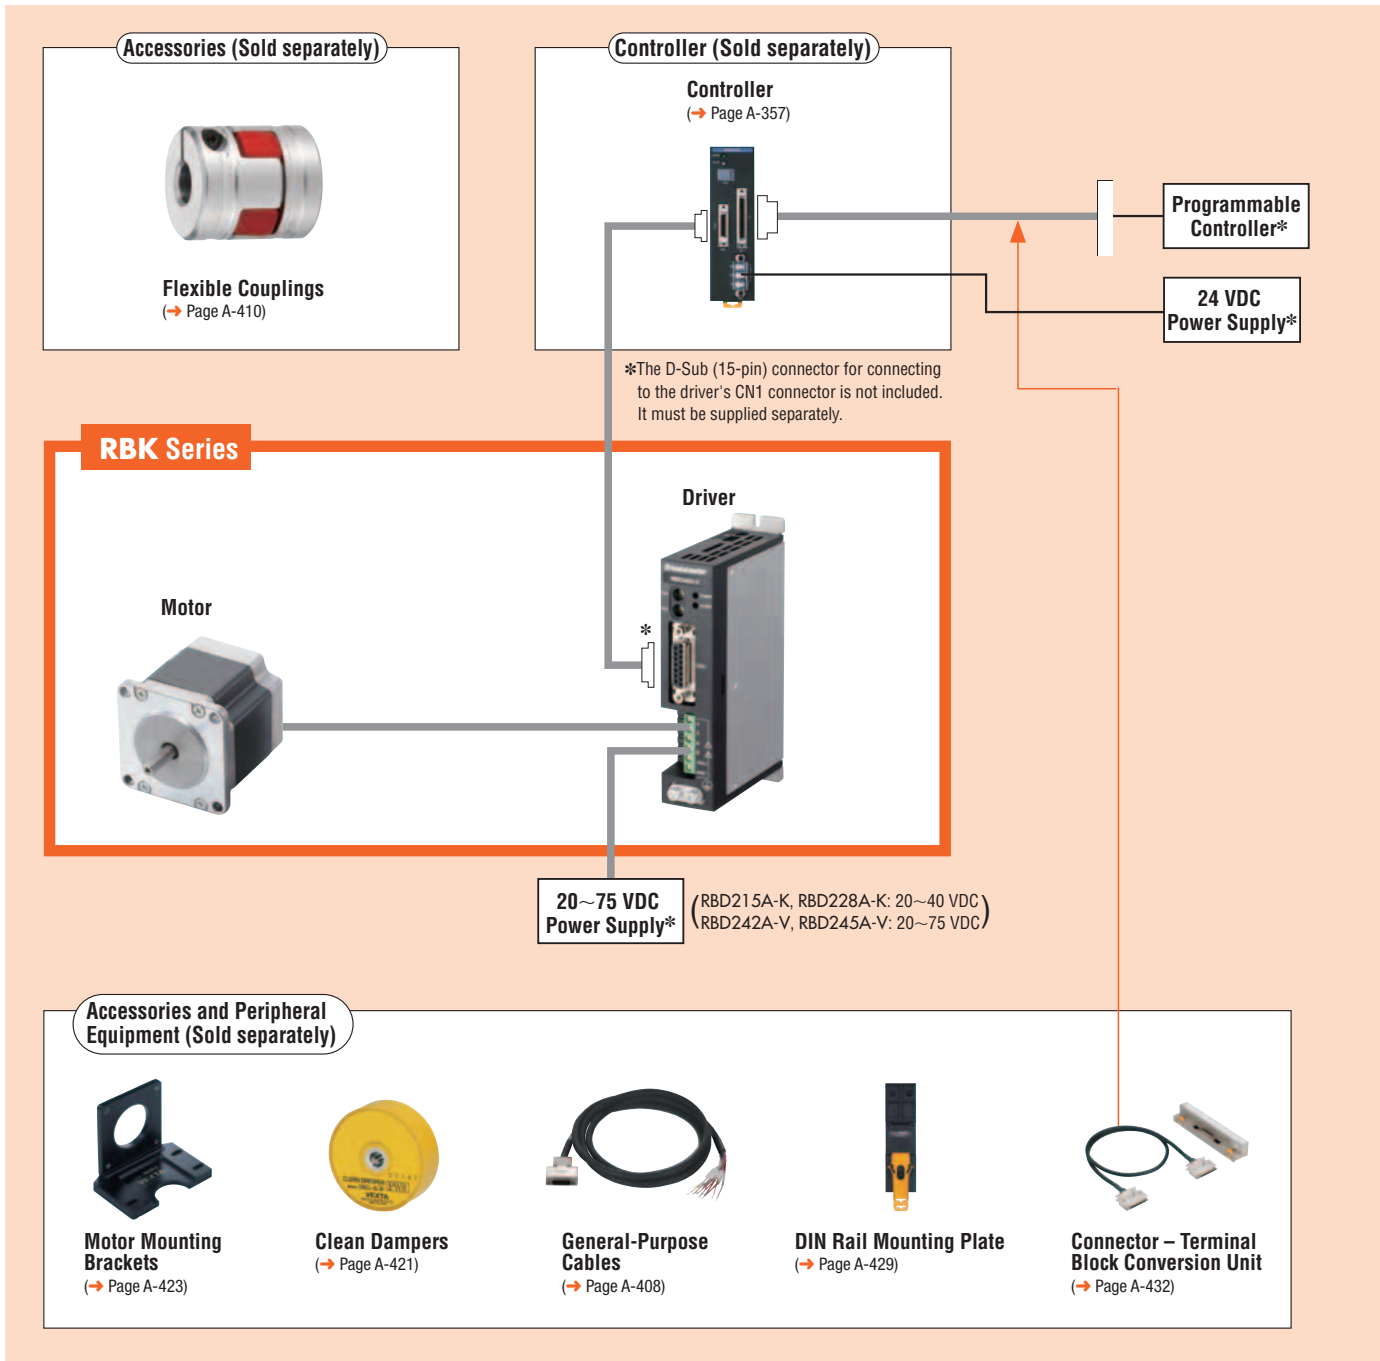 Accessories (Sold separately)
Flexible Couplings
(➜ Page A-410)
Controller (Sold separately)
Controller
(➜ Page A-357)
Programmable
Controller✽
24 VDC
Power Supply✽
✽The D-Sub (15-pin) connector for connecting
to the driver's CN1 connector is not included.
It must be supplied separately.
RBK Series
Driver
Motor
✽
20~75 VDC
Power Supply✽
(RBD215A-K, RBD228A-K: 20~40 VDC
RBD242A-V, RBD245A-V: 20~75 VDC)
Accessories and Peripheral
Equipment (Sold separately)
VEXTA
Motor Mounting
Brackets
(➜ Page A-423)
Clean Dampers
(➜ Page A-421)
General-Purpose
Cables
(➜ Page A-408)
DIN Rail Mounting Plate
(➜ Page A-429)
Connector – Terminal
Block Conversion Unit
(➜ Page A-432)